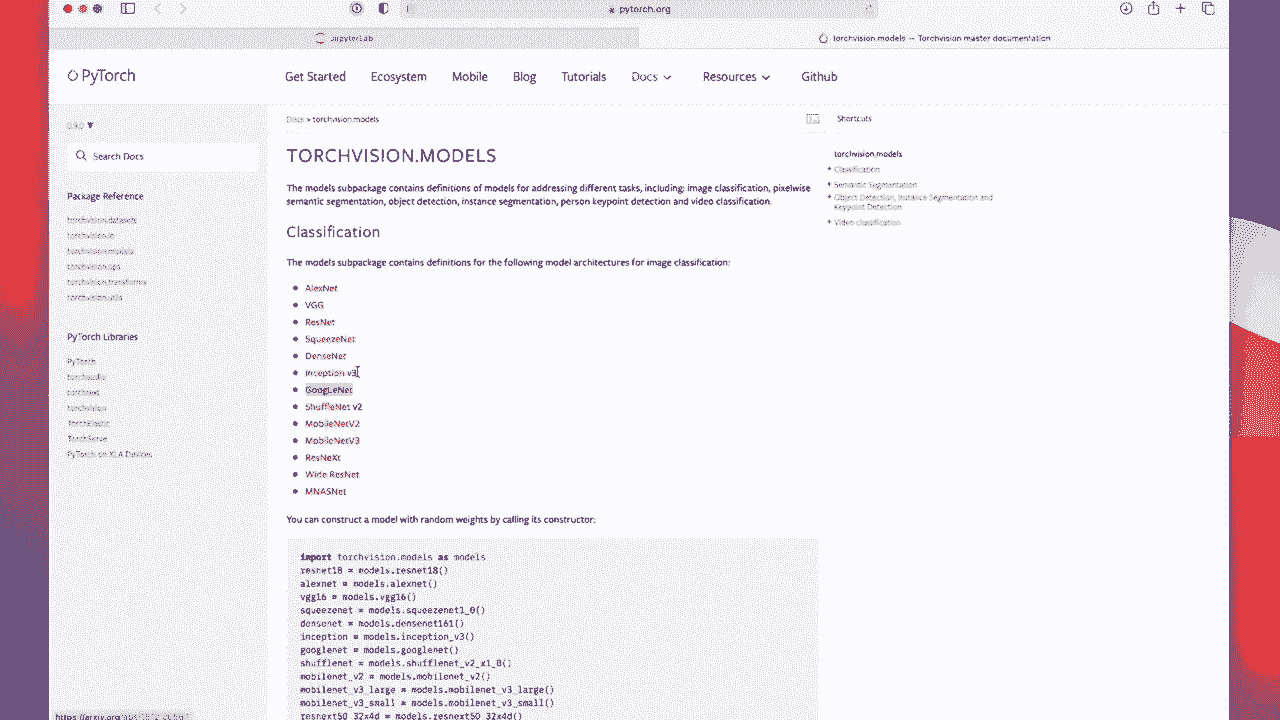 pytorch.org
JupyterLab
torchvision.models — Torchvision master documentation
PyTorch
Get Started
Ecosystem
Mobile
Blog
Tutorials
Docs
Resources
Github
0.9.0 ▼
Docs > torchvision.models
Shortcuts
Search Docs
Package Reference
torchvision.datasets
torchvision.io
torchvision.models
torchvision.ops
torchvision.transforms
torchvision.utils
PyTorch Libraries
PyTorch
torchaudio
torchtext
torchvision
TorchElastic
TorchServe
PyTorch on XLA Devices
TORCHVISION.MODELS
The models subpackage contains definitions of models for addressing different tasks, including: image classification, pixelwise
semantic segmentation, object detection, instance segmentation, person keypoint detection and video classification.
Classification
The models subpackage contains definitions for the following model architectures for image classification:
AlexNet
VGG
ResNet
SqueezeNet
DenseNet
Inception v3
GoogLeNet
ShuffleNet v2
MobileNetV2
MobileNetV3
ResNeXt
Wide ResNet
MNASNet
You can construct a model with random weights by calling its constructor:
import torchvision.models as models
resnet18 = models.resnet18()
alexnet = models.alexnet()
vgg16 = models.vgg16()
squeezenet = models.squeezenet1_0()
densenet = models.densenet161()
inception = models.inception_v3()
googlenet = models.googlenet()
shufflenet = models.shufflenet_v2_x1_0()
mobilenet_v2 = models.mobilenet_v2()
mobilenet_v3_large = models.mobilenet_v3_large()
mobilenet_v3_small = models.mobilenet_v3_small()
resnext50_32x4d = models.resnext50_32x4d()
torchvision.models
+ Classification
+ Semantic Segmentation
+ Object Detection, Instance Segmentation and
Keypoint Detection
+ Video classification